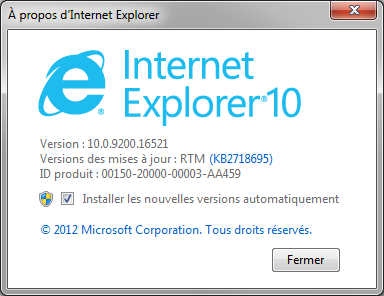 À propos d'Internet Explorer
Internet
Explorer®10
Version : 10.0.9200.16521
Versions des mises à jour : RTM (KB2718695)
ID produit : 00150-20000-00003-AA459
Installer les nouvelles versions automatiquement
© 2012 Microsoft Corporation. Tous droits réservés.
Fermer